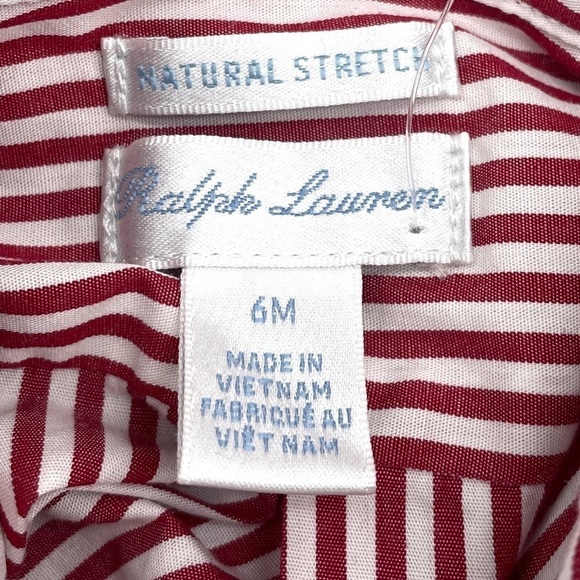 NATURAL STRETCH
Ralph Lauren
6M
MADE IN
VIETNAM
FABRIQUÉ AU
VIÊT NAM